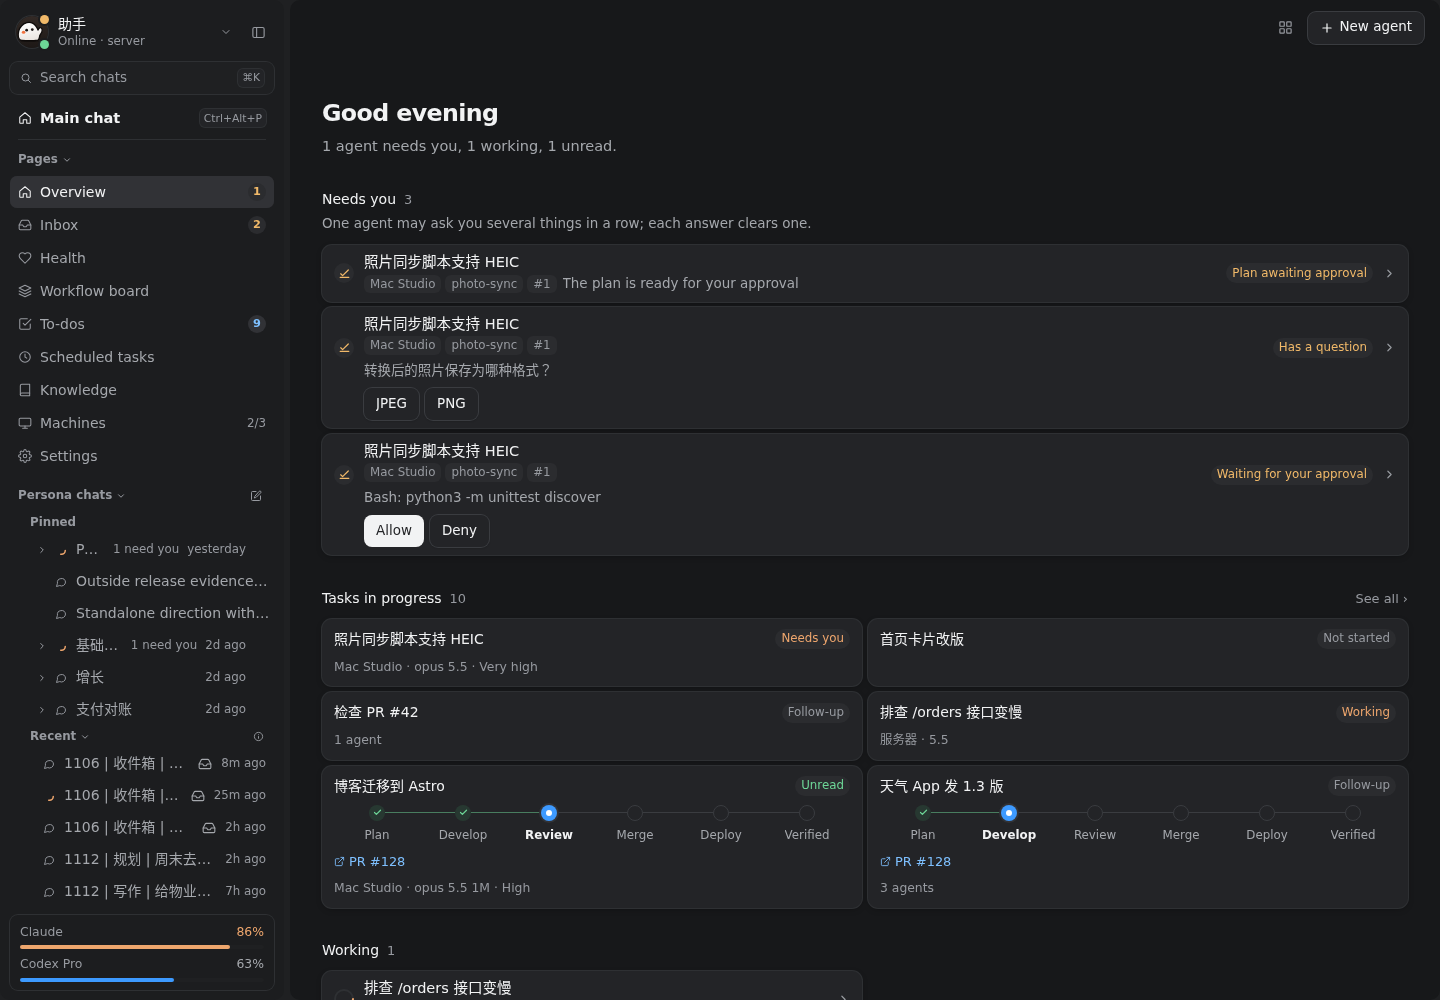 助手
Online · server
Search chats
⌘K
Main chat
Ctrl+Alt+P
Pages
Overview
1
Inbox
2
Health
Workflow board
To-dos
9
Scheduled tasks
Knowledge
Machines
2/3
Settings
Persona chats
Pinned
P…
1 need you yesterday
Outside release evidence…
Standalone direction with…
基础…
1 need you 2d ago
增长
2d ago
支付对账
2d ago
Recent
1106 | 收件箱 | …
8m ago
1106 | 收件箱 |…
25m ago
1106 | 收件箱 | …
2h ago
1112 | 规划 | 周末去…
2h ago
1112 | 写作 | 给物业…
7h ago
Claude
86%
Codex Pro
63%
New agent
Good evening
1 agent needs you, 1 working, 1 unread.
Needs you 3
One agent may ask you several things in a row; each answer clears one.
照片同步脚本支持 HEIC
Mac Studio photo-sync #1 The plan is ready for your approval
Plan awaiting approval
照片同步脚本支持 HEIC
Mac Studio photo-sync #1
转换后的照片保存为哪种格式？
JPEG PNG
Has a question
照片同步脚本支持 HEIC
Mac Studio photo-sync #1
Bash: python3 -m unittest discover
Allow Deny
Waiting for your approval
Tasks in progress 10
See all ›
照片同步脚本支持 HEIC
Needs you
Mac Studio · opus 5.5 · Very high
首页卡片改版
Not started
检查 PR #42
Follow-up
1 agent
排查 /orders 接口变慢
Working
服务器 · 5.5
博客迁移到 Astro
Unread
Plan Develop Review Merge Deploy Verified
PR #128
Mac Studio · opus 5.5 1M · High
天气 App 发 1.3 版
Follow-up
Plan Develop Review Merge Deploy Verified
PR #128
3 agents
Working 1
排查 /orders 接口变慢